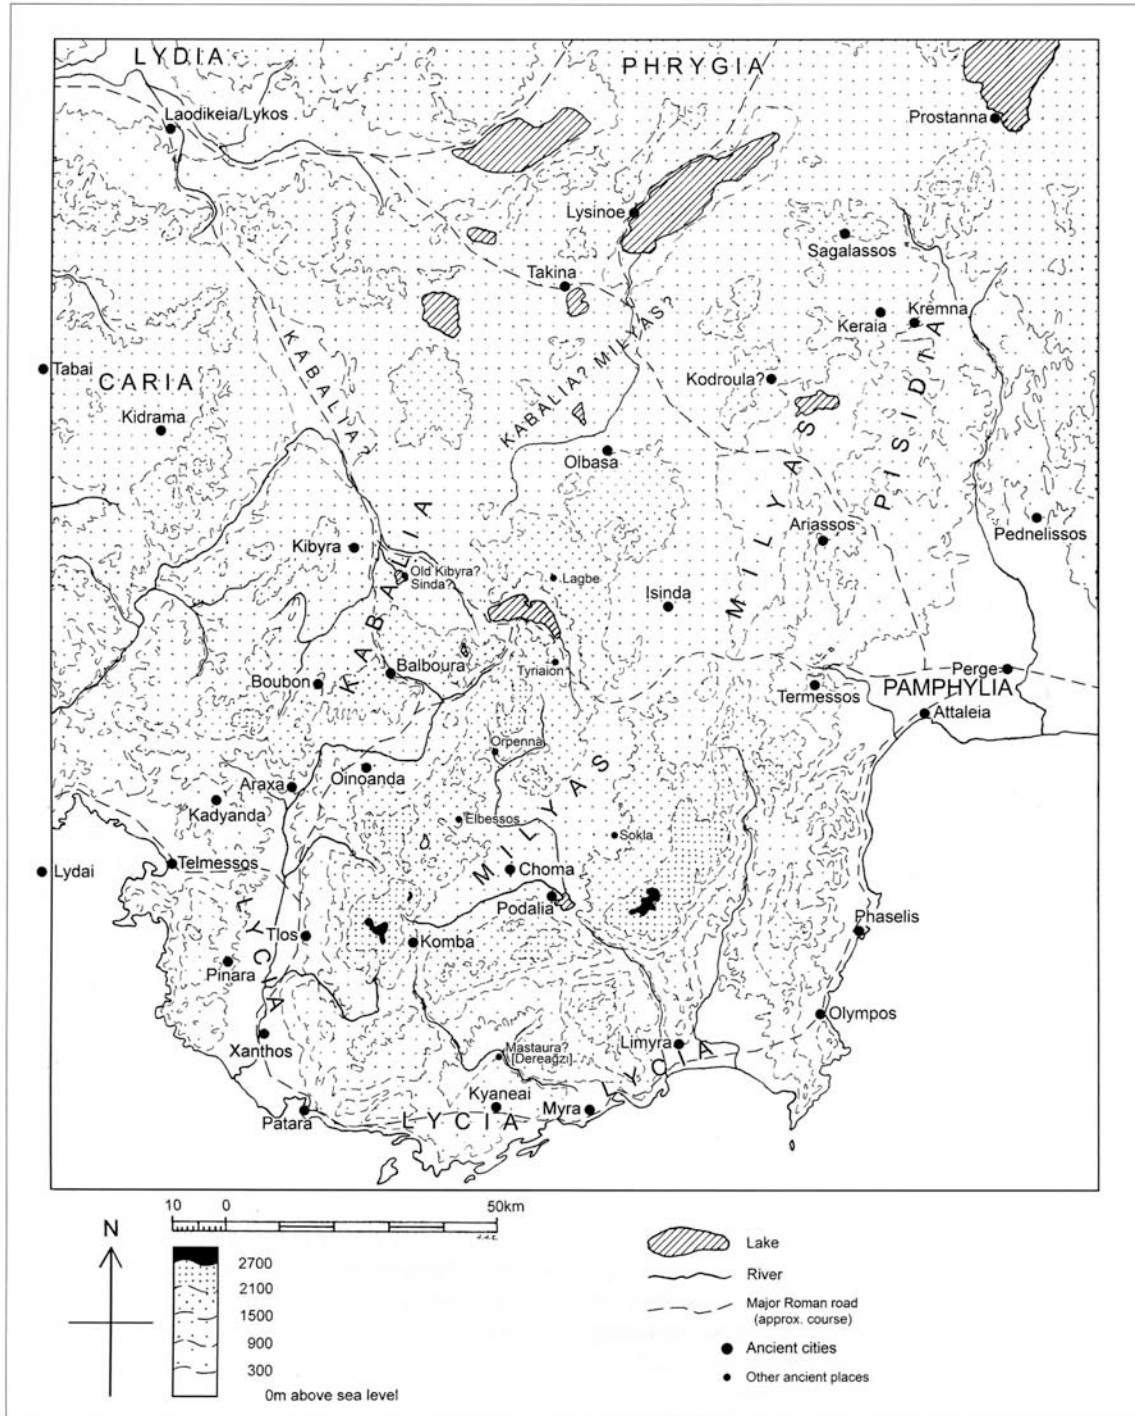 LYDIA
PHRYGIA
Laodikeia/Lykos
Prostanna
Lysinoe
Sagalassos
Takina
Keraia
Kremna
KABALIA?
KABALIA? MILYAS?
Tabai
CARIA
Kodroula?
Kidrama
PISIDIA
MILYAS
Olbasa
KABALIA
Pednelissos
Ariassos
Kibyra
Old Kibyra?
Sinda?
Lagbe
Isinda
Balboura
Tyriaion
Perge
Boubon
Termessos
PAMPHYLIA
Attaleia
Orpenna
Oinoanda
MILYAS
Araxa
Kadyanda
Elbessos
Sokla
Telmessos
Lydai
Choma
Podalia
LYCIA
Tlos
Komba
Phaselis
Pinara
Olympos
Xanthos
Limyra
Mastaura?
[Dereağzı]
LYCIA
Kyaneai
Myra
Patara
LYCIA
10 0 50km
N
2700
2100
1500
900
300
0m above sea level
Lake
River
Major Roman road
(approx. course)
Ancient cities
Other ancient places